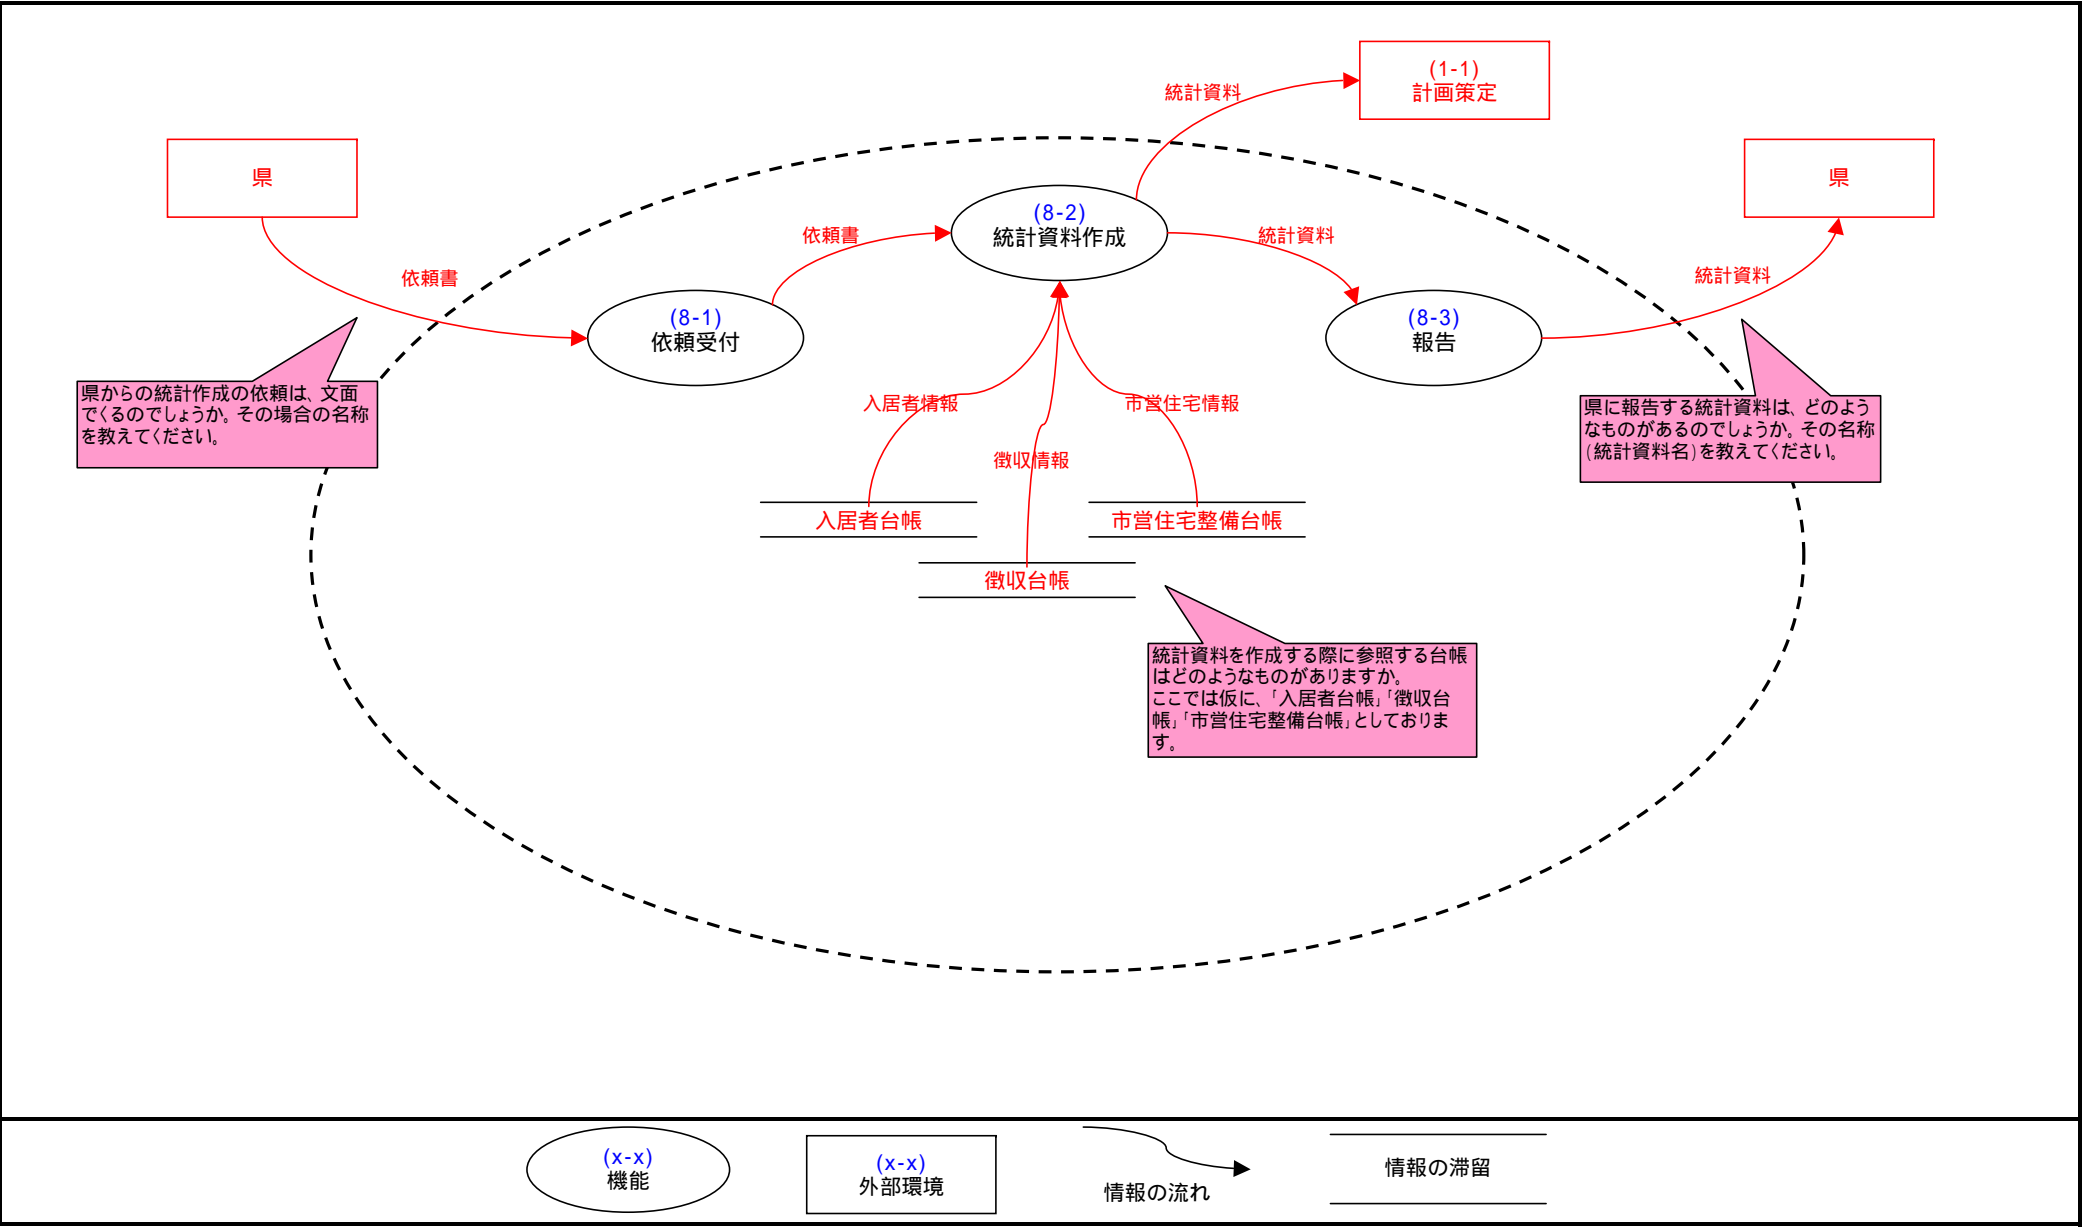 (1-1)
計画策定
統計資料
県
県
(8-2)
統計資料作成
依頼書
統計資料
依頼書
統計資料
(8-1)
依頼受付
(8-3)
報告
県からの統計作成の依頼は、文面
でくるのでしょうか。その場合の名称
を教えてください。
入居者情報
市営住宅情報
県に報告する統計資料は、どのよう
なものがあるのでしょうか。その名称
(統計資料名)を教えてください。
徴収情報
入居者台帳
市営住宅整備台帳
徴収台帳
統計資料を作成する際に参照する台帳
はどのようなものがありますか。
ここでは仮に、「入居者台帳」「徴収台
帳」「市営住宅整備台帳」としておりま
す。
(x-x)
機能
(x-x)
外部環境
情報の流れ
情報の滞留